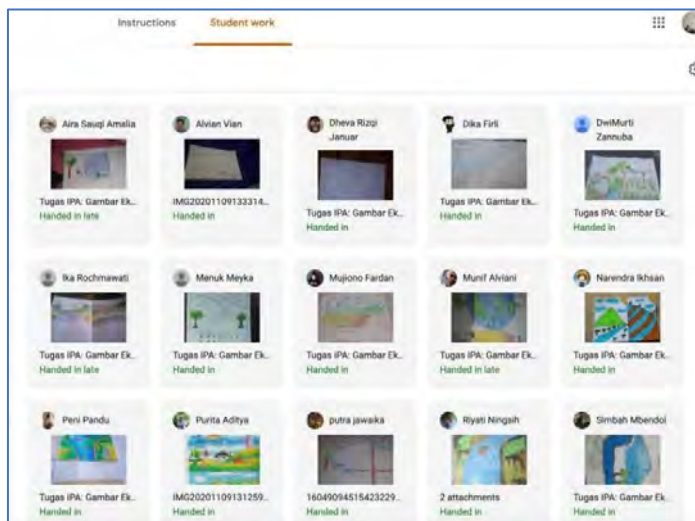 Instructions Student work
Aira Sauqi Amelia
Tugas IPA: Gambar Ek...
Handed in late
Alvian Vian
IMG20201109133314...
Handed in
Dheva Rizqi
Januar
Tugas IPA: Gambar Ek...
Handed in
Dika Firli
Tugas IPA: Gambar Ek...
Handed in
DwiMurti
Zannuba
Tugas IPA: Gambar Ek...
Handed in
Ika Rochmawati
Tugas IPA: Gambar Ek...
Handed in late
Menuk Meyka
Tugas IPA: Gambar Ek...
Handed in
Mujiono Fardan
Tugas IPA: Gambar Ek...
Handed in
Munif Alviani
Tugas IPA: Gambar Ek...
Handed in late
Narendra Ikhsan
Tugas IPA: Gambar Ek...
Handed in
Peni Pandu
Tugas IPA: Gambar Ek...
Handed in
Purita Aditya
IMG20201109131259...
Handed in
putra jawaika
16049094515423229...
Handed in
Riyati Ningsih
2 attachments
Handed in
Simbah Mbendol
Tugas IPA: Gambar Ek...
Handed in